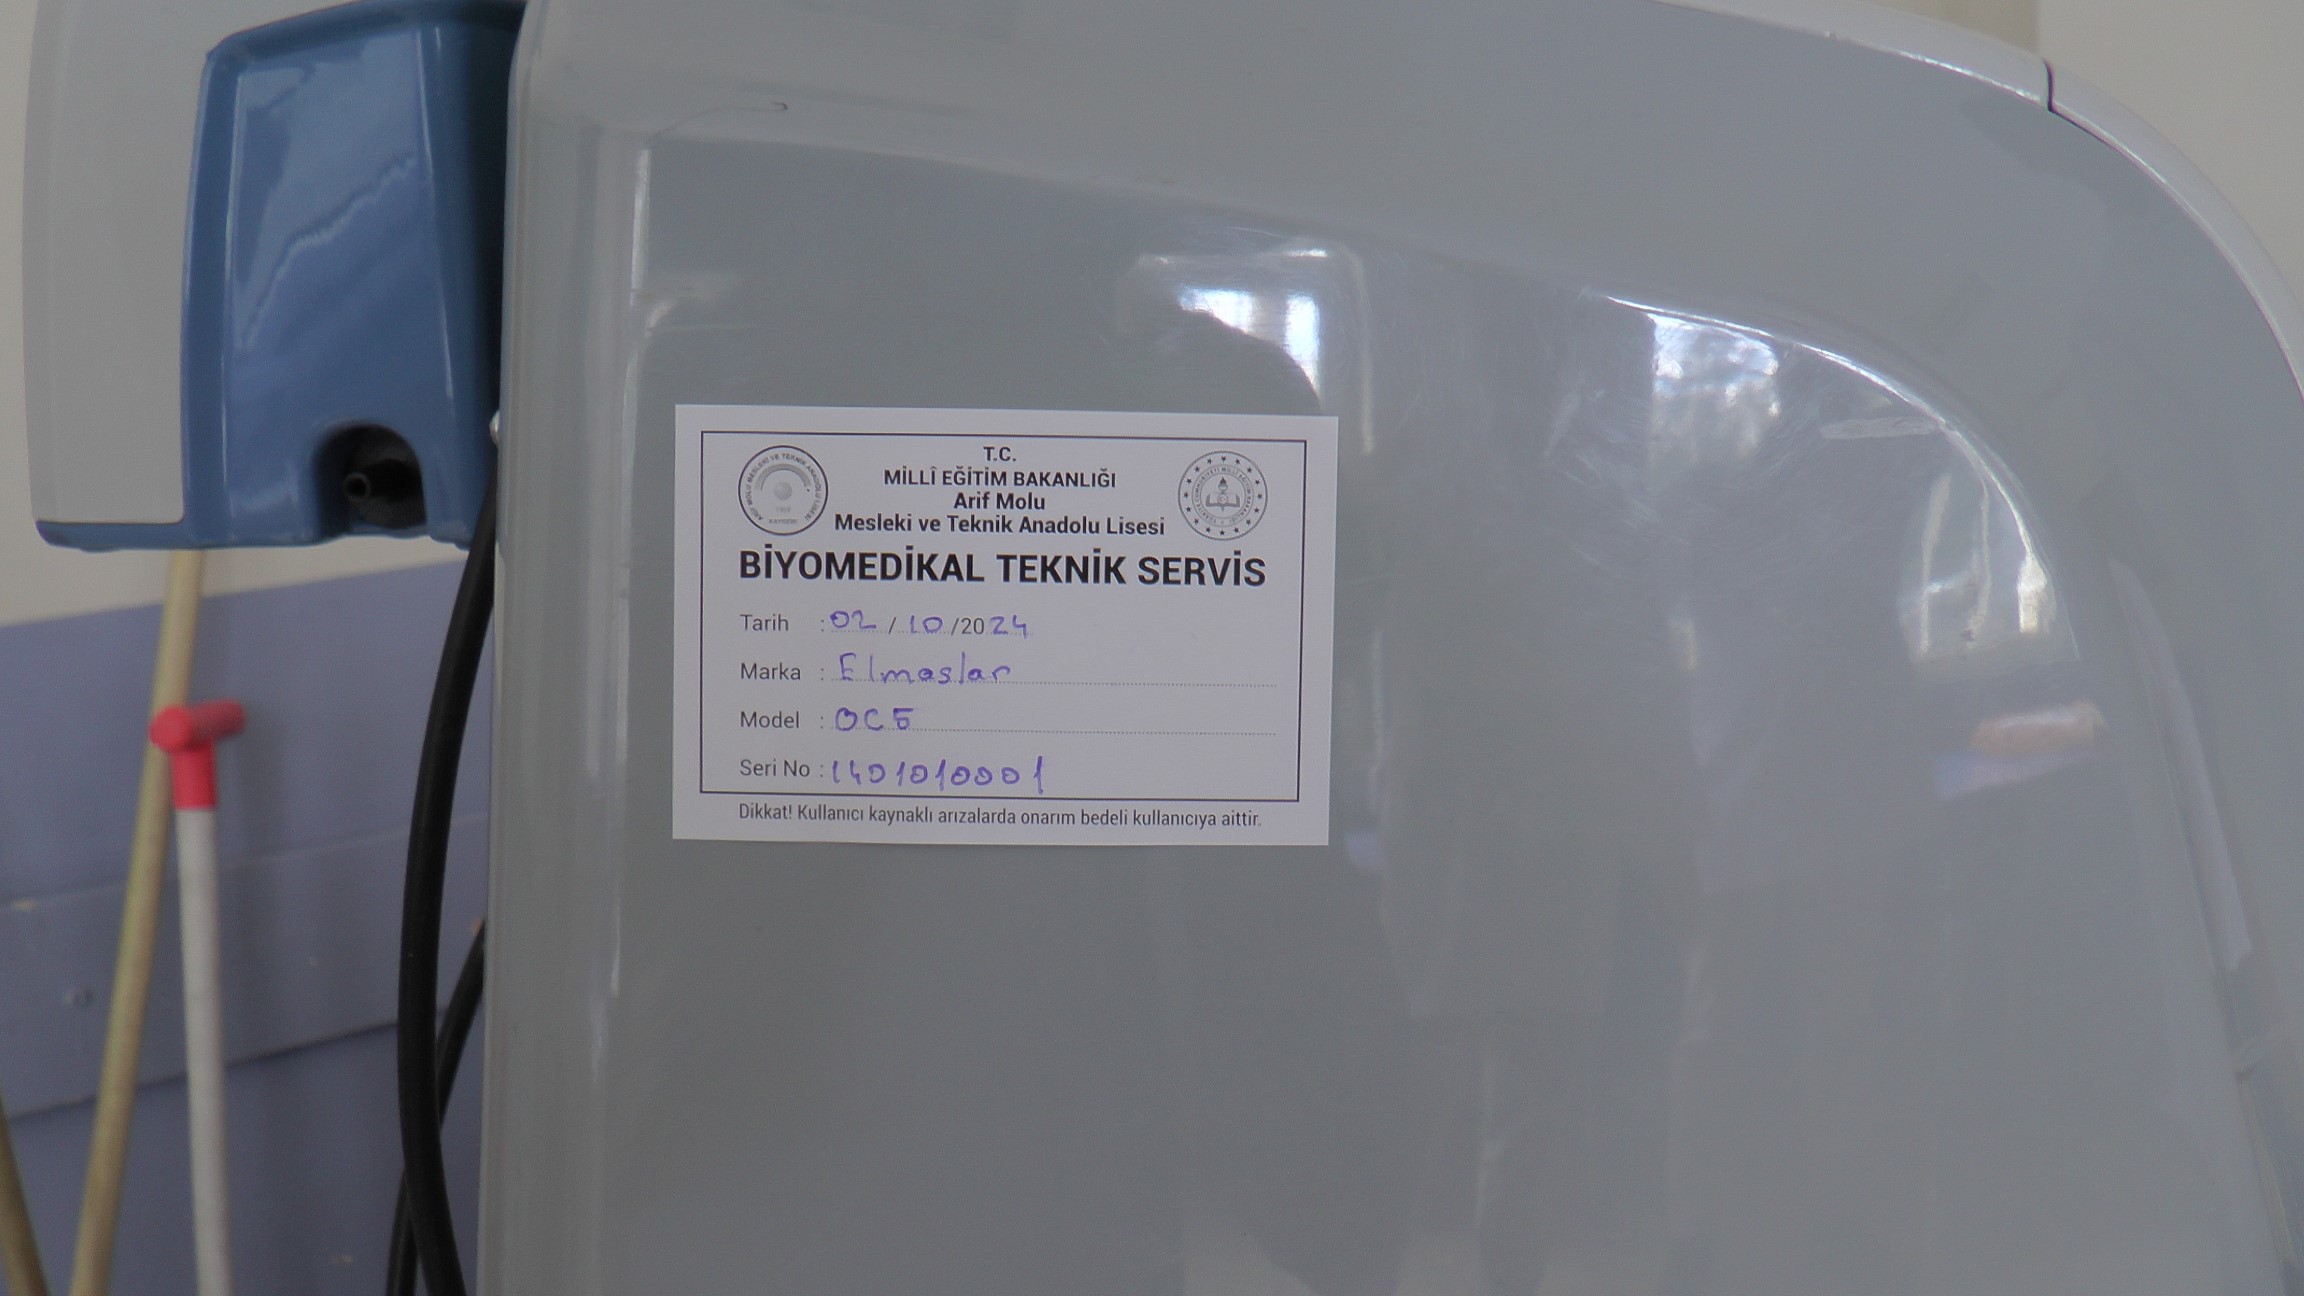 T.C.
MİLLÎ EĞİTİM BAKANLIĞI
Arif Molu
Mesleki ve Teknik Anadolu Lisesi
BİYOMEDİKAL TEKNİK SERVİS
Tarih : 02 / 10 /2024
Marka : Elmaslar
Model : OC5
Seri No : 1401010001
Dikkat! Kullanıcı kaynaklı arızalarda onarım bedeli kullanıcıya aittir.